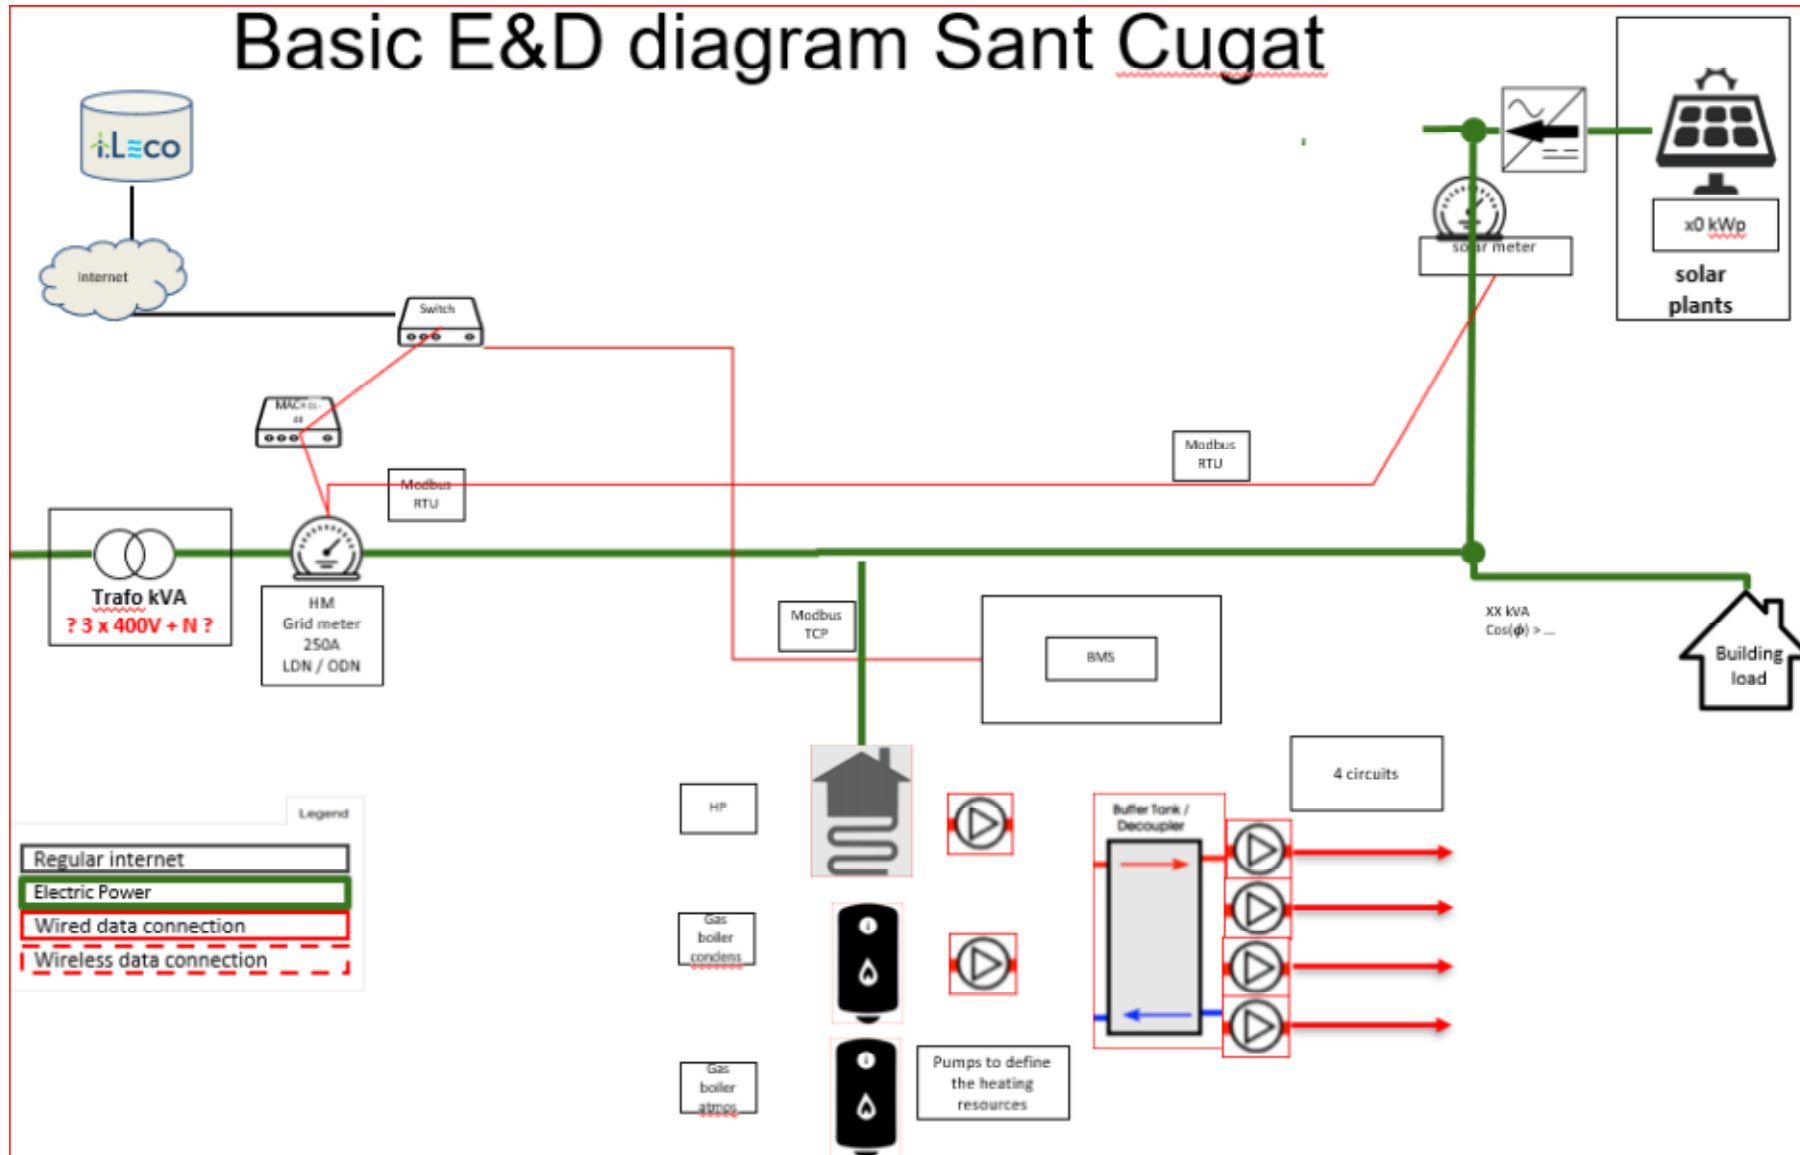 Basic E&D diagram Sant Cugat
i.Leco
Internet
Switch
solar meter
x0 kWp
solar
plants
Modbus
RTU
Modbus
RTU
Trafo kVA
? 3 x 400V + N ?
HM
Grid meter
250A
LDN / ODN
Modbus
TCP
BMS
XX kVA
Cos(ϕ) > ...
Building
load
4 circuits
HP
Buffer Tank /
Decoupler
Legend
Regular internet
Electric Power
Wired data connection
Wireless data connection
Gas
boiler
condens
Gas
boiler
atmos
Pumps to define
the heating
resources